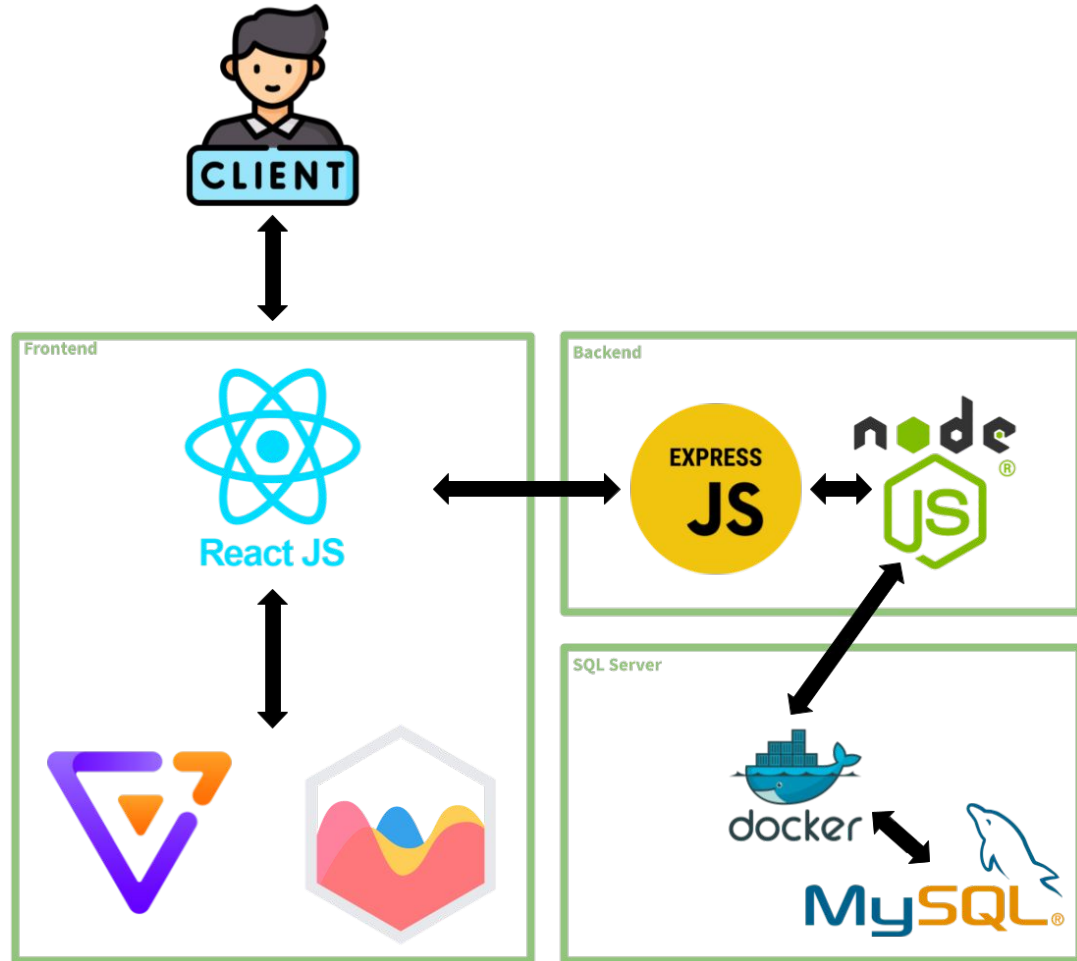 CLIENT
Frontend
React JS
Backend
EXPRESS
JS
node
JS
®
SQL Server
docker
MySQL®